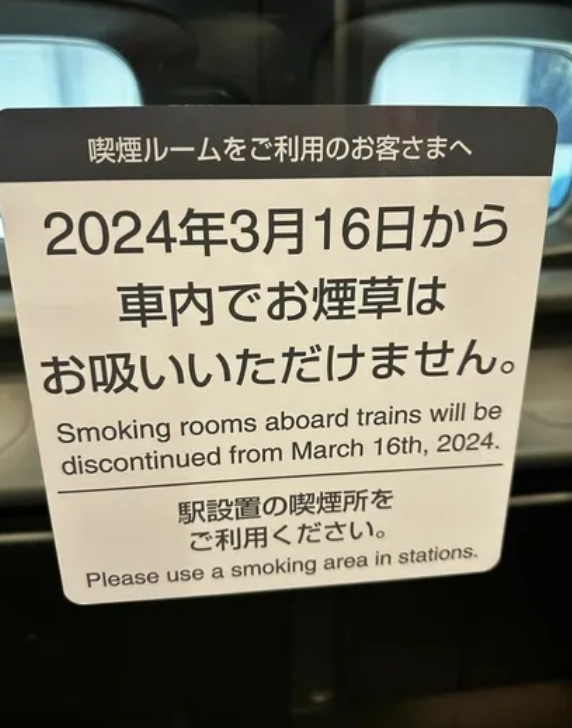 喫煙ルームをご利用のお客さまへ
2024年3月16日から
車内でお煙草は
お吸いいただけません。
Smoking rooms aboard trains will be
discontinued from March 16th, 2024.
駅設置の喫煙所を
ご利用ください。
Please use a smoking area in stations.